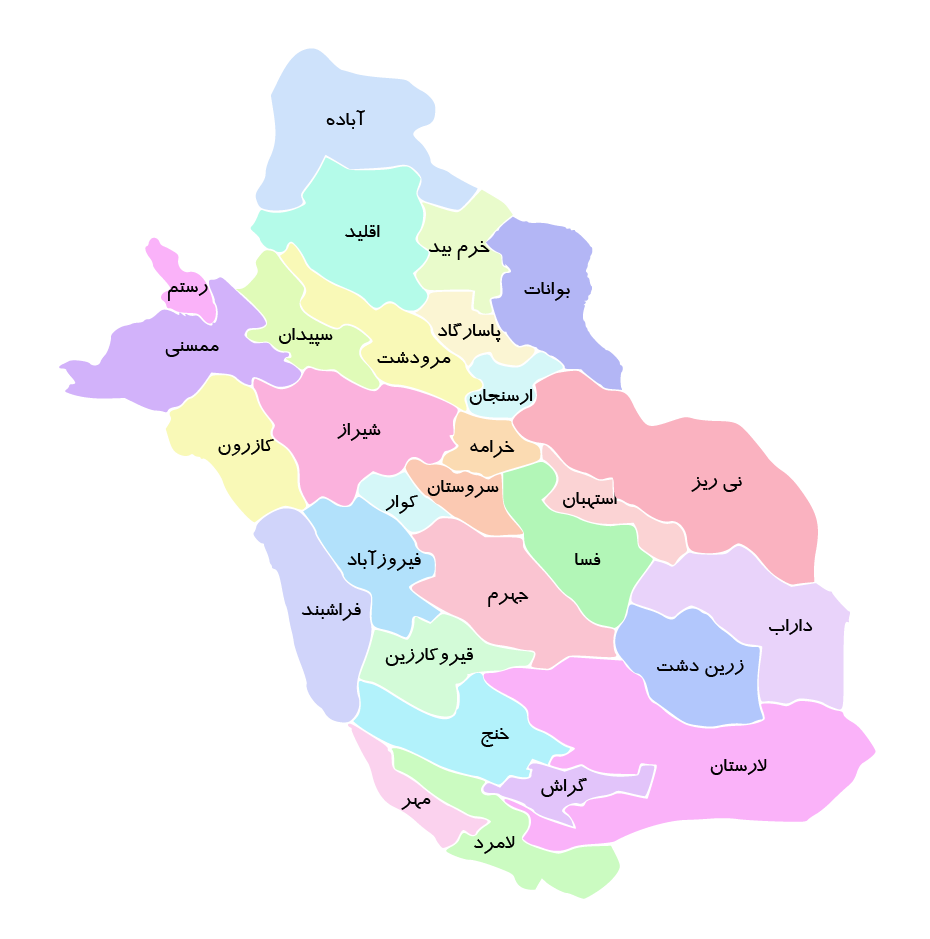 آباده
اقلید
خرم بید
بوانات
رستم
سپیدان
پاسارگاد
ممسنی
مرودشت
ارسنجان
شیراز
کازرون
خرامه
نی ریز
سروستان
استهبان
کوار
فیروزآباد
فسا
جهرم
فراشبند
داراب
قیروکارزین
زرین دشت
خنج
لارستان
گراش
مهر
لامرد